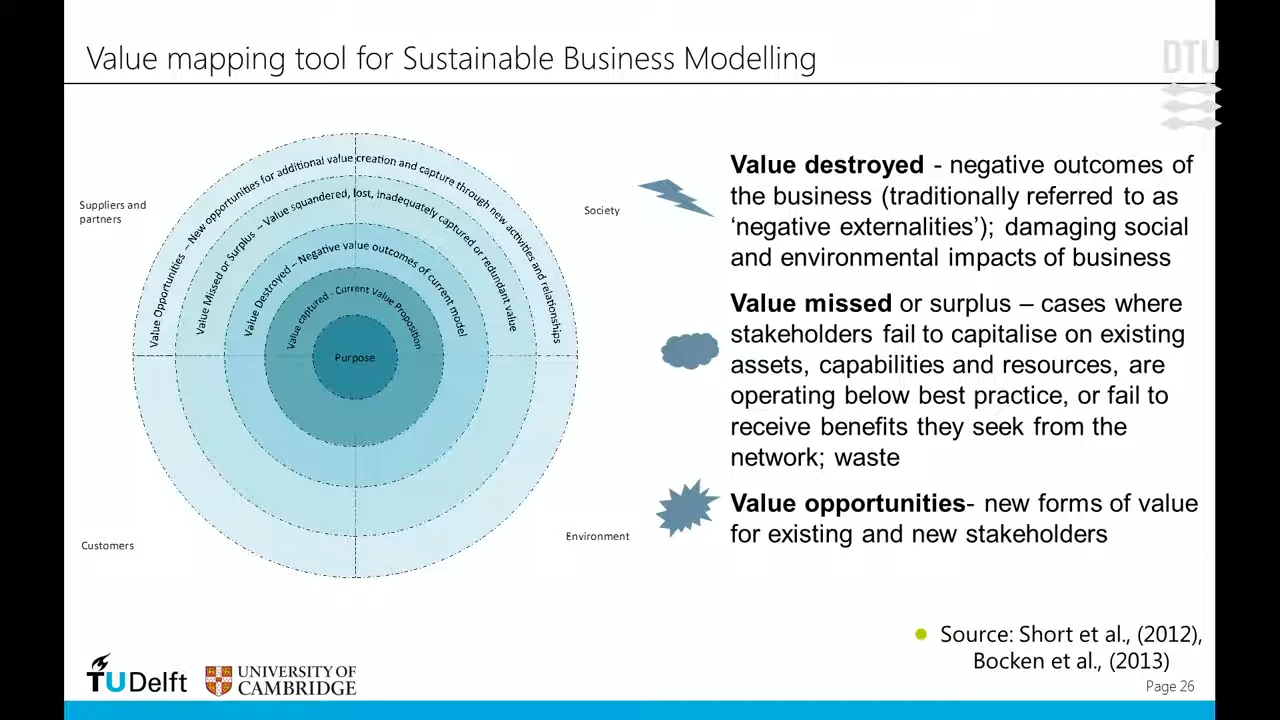 Value mapping tool for Sustainable Business Modelling
DTU
Suppliers and
partners
Society
Customers
Environment
Value Opportunities - New opportunities for additional value creation and capture through new activities and relationships
Value Missed or Surplus – Value squandered, lost, inadequately captured or redundant value
Value Destroyed – Negative value outcomes of current model
Value captured - Current Value Proposition
Purpose
Value destroyed - negative outcomes of
the business (traditionally referred to as
‘negative externalities’); damaging social
and environmental impacts of business
Value missed or surplus – cases where
stakeholders fail to capitalise on existing
assets, capabilities and resources, are
operating below best practice, or fail to
receive benefits they seek from the
network; waste
Value opportunities- new forms of value
for existing and new stakeholders
Source: Short et al., (2012),
Bocken et al., (2013)
TUDelft
UNIVERSITY OF
CAMBRIDGE
Page 26